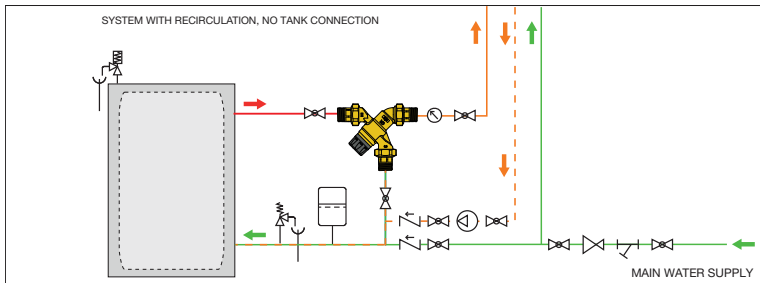 SYSTEM WITH RECIRCULATION, NO TANK CONNECTION
MAIN WATER SUPPLY